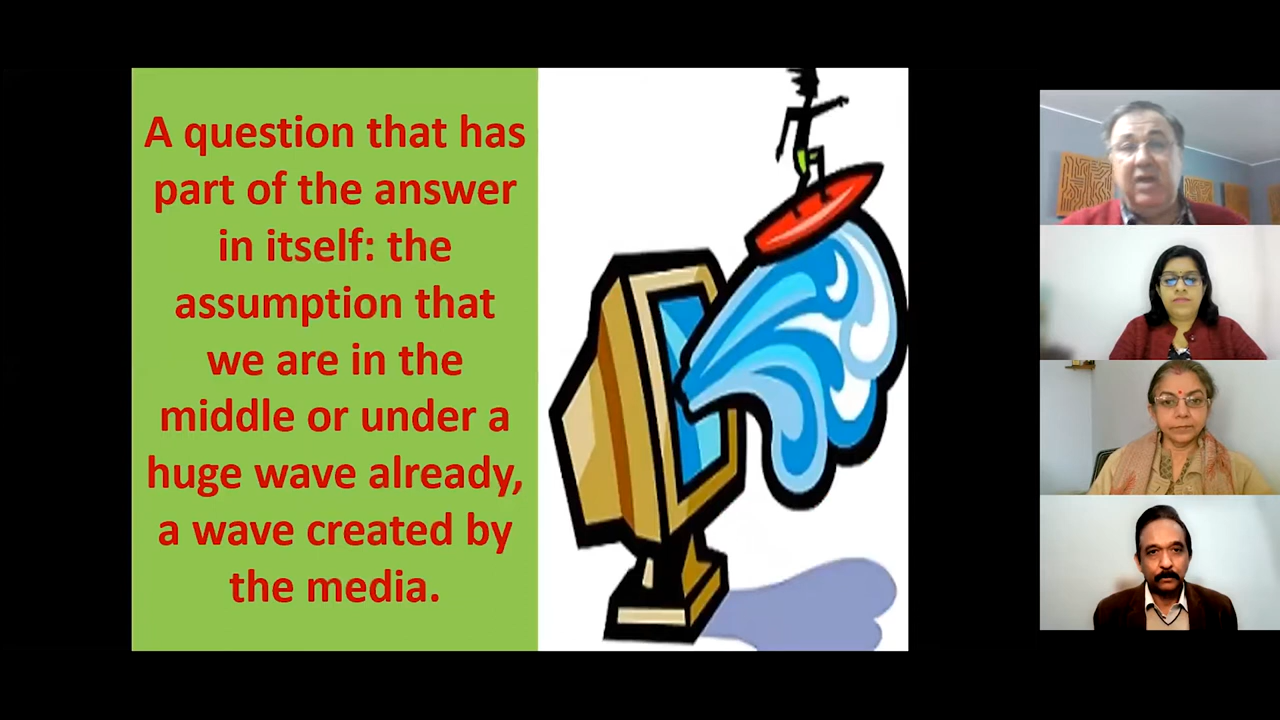 A question that has
part of the answer
in itself: the
assumption that
we are in the
middle or under a
huge wave already,
a wave created by
the media.